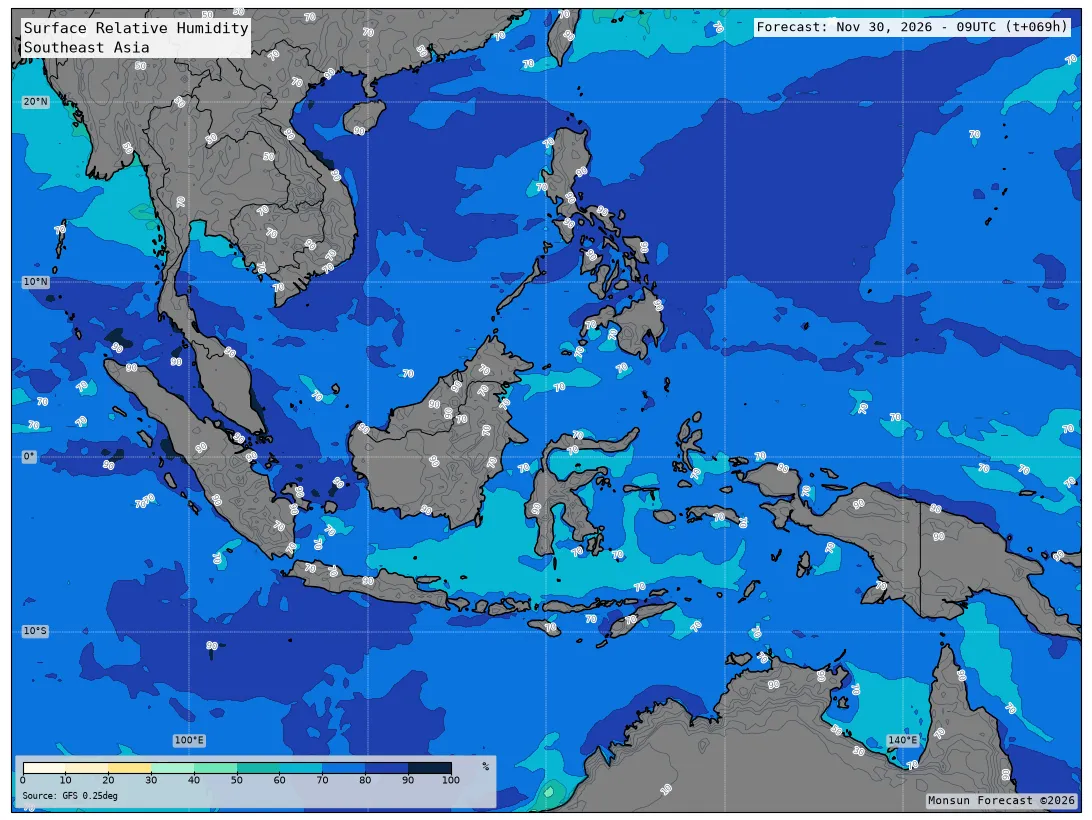 Surface Relative Humidity
Southeast Asia
Forecast: Nov 30, 2026 - 09UTC (t+069h)
20°N
10°N
0°
10°S
100°E
140°E
%
0 10 20 30 40 50 60 70 80 90 100
Source: GFS 0.25deg
Monsun Forecast ©2026